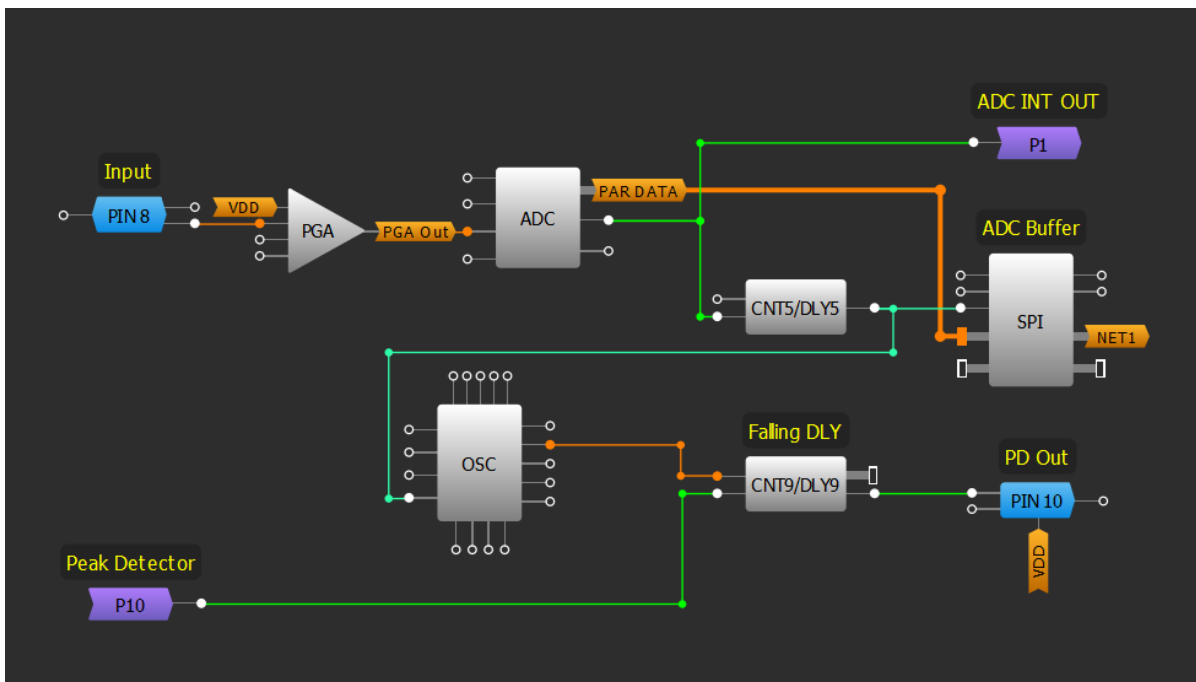 ADC INT OUT
P1
Input
PIN 8
VDD
PGA
PGA Out
ADC
PAR DATA
ADC Buffer
SPI
NET1
CNT5/DLY5
OSC
Falling DLY
CNT9/DLY9
PD Out
PIN 10
VDD
Peak Detector
P10